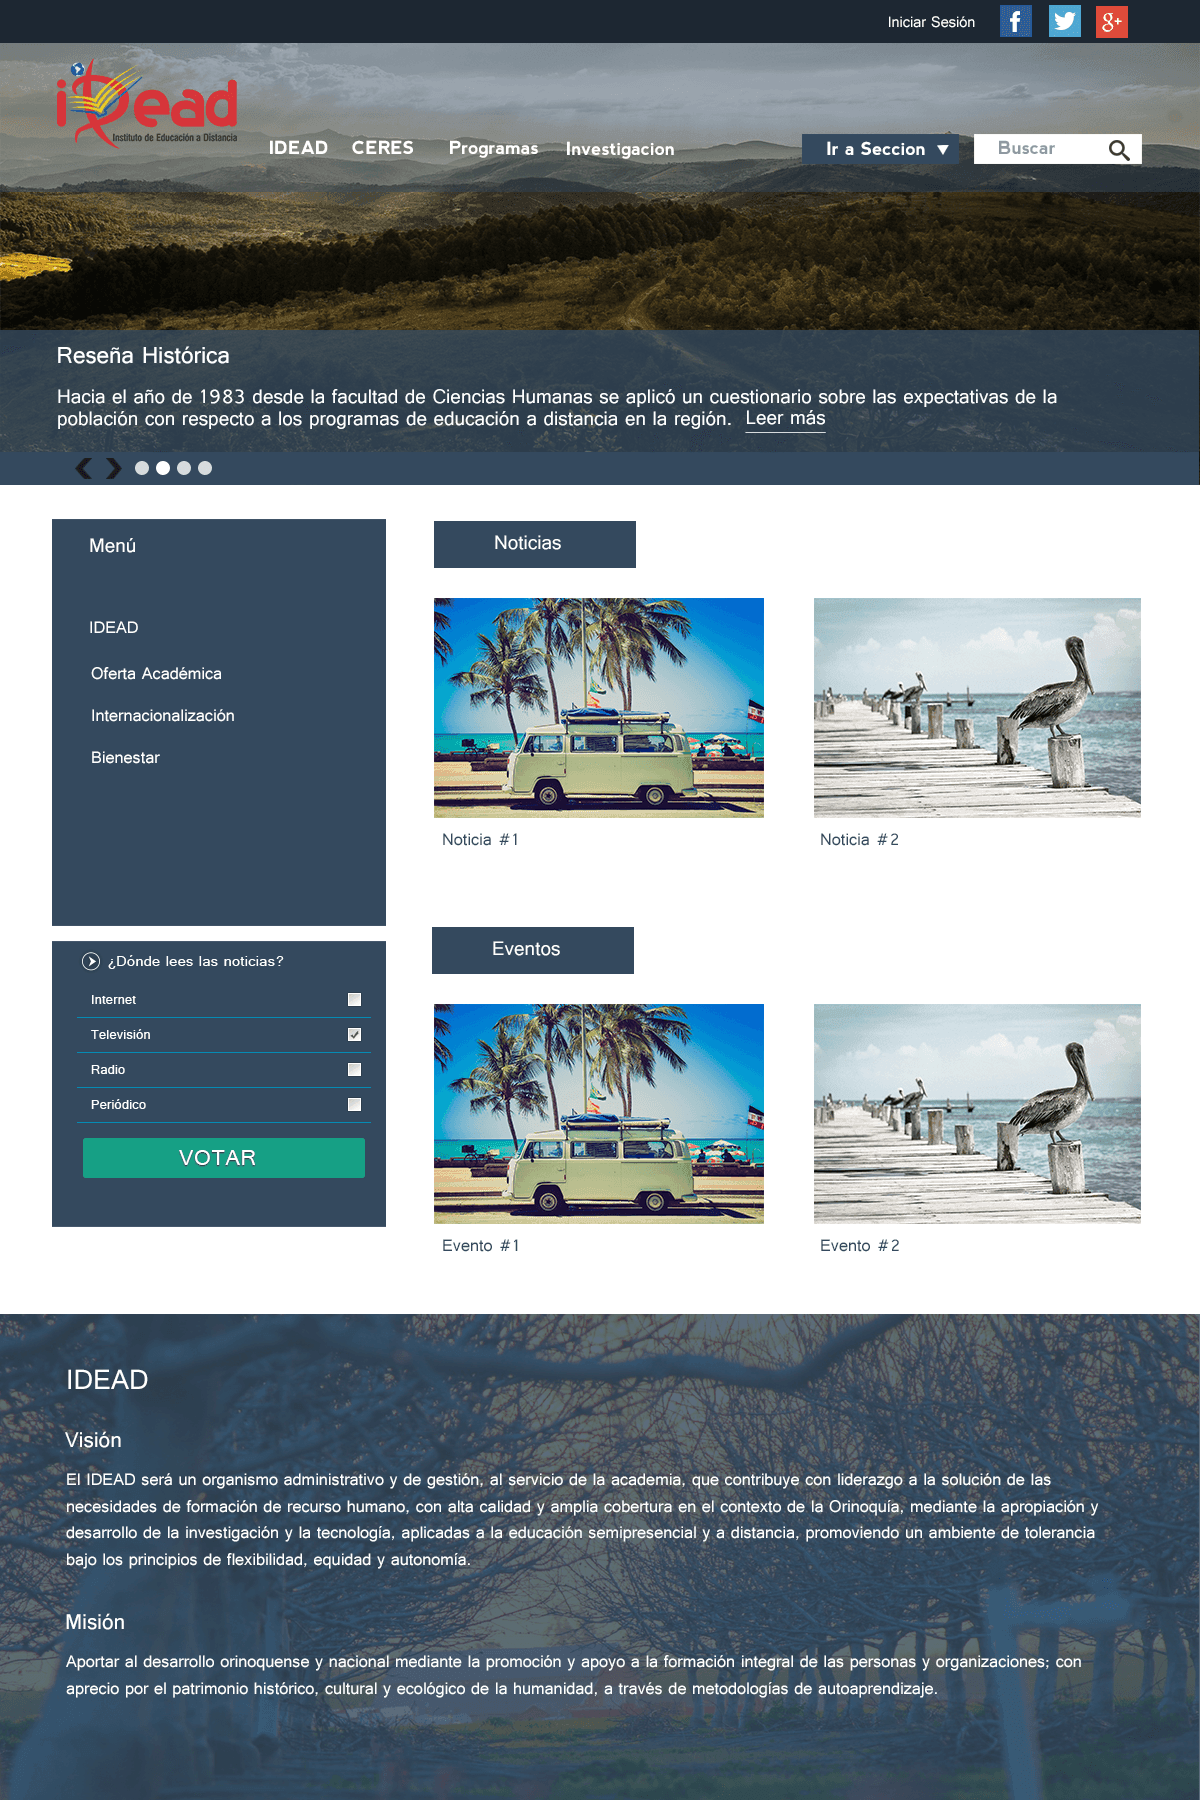 Iniciar Sesión
f
g+
iDead
Instituto de Educación a Distancia
IDEAD CERES Programas Investigacion
Ir a Seccion
Buscar
Reseña Histórica
Hacia el año de 1983 desde la facultad de Ciencias Humanas se aplicó un cuestionario sobre las expectativas de la
población con respecto a los programas de educación a distancia en la región. Leer más
Menú
IDEAD
Oferta Académica
Internacionalización
Bienestar
¿Dónde lees las noticias?
Internet
Televisión
Radio
Periódico
VOTAR
Noticias
Noticia #1
Noticia #2
Eventos
Evento #1
Evento #2
IDEAD
Visión
El IDEAD será un organismo administrativo y de gestión, al servicio de la academia, que contribuye con liderazgo a la solución de las
necesidades de formación de recurso humano, con alta calidad y amplia cobertura en el contexto de la Orinoquía, mediante la apropiación y
desarrollo de la investigación y la tecnología, aplicadas a la educación semipresencial y a distancia, promoviendo un ambiente de tolerancia
bajo los principios de flexibilidad, equidad y autonomía.
Misión
Aportar al desarrollo orinoquense y nacional mediante la promoción y apoyo a la formación integral de las personas y organizaciones; con
aprecio por el patrimonio histórico, cultural y ecológico de la humanidad, a través de metodologías de autoaprendizaje.